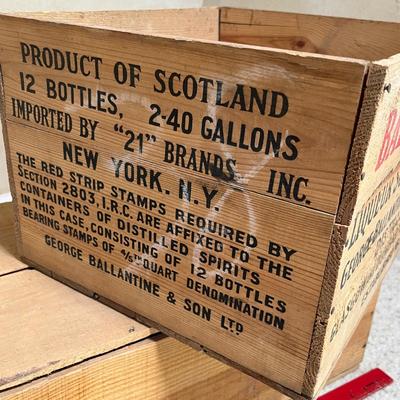 PRODUCT OF SCOTLAND
12 BOTTLES, 2-40 GALLONS
IMPORTED BY "21" BRANDS INC.
NEW YORK. N.Y.
THE RED STRIP STAMPS REQUIRED BY
SECTION 2803, I.R.C. ARE AFFIXED TO THE
CONTAINERS OF DISTILLED SPIRITS
IN THIS CASE, CONSISTING OF 12 BOTTLES
BEARING STAMPS OF 4/5TH QUART DENOMINATION
GEORGE BALLANTINE & SON LTD